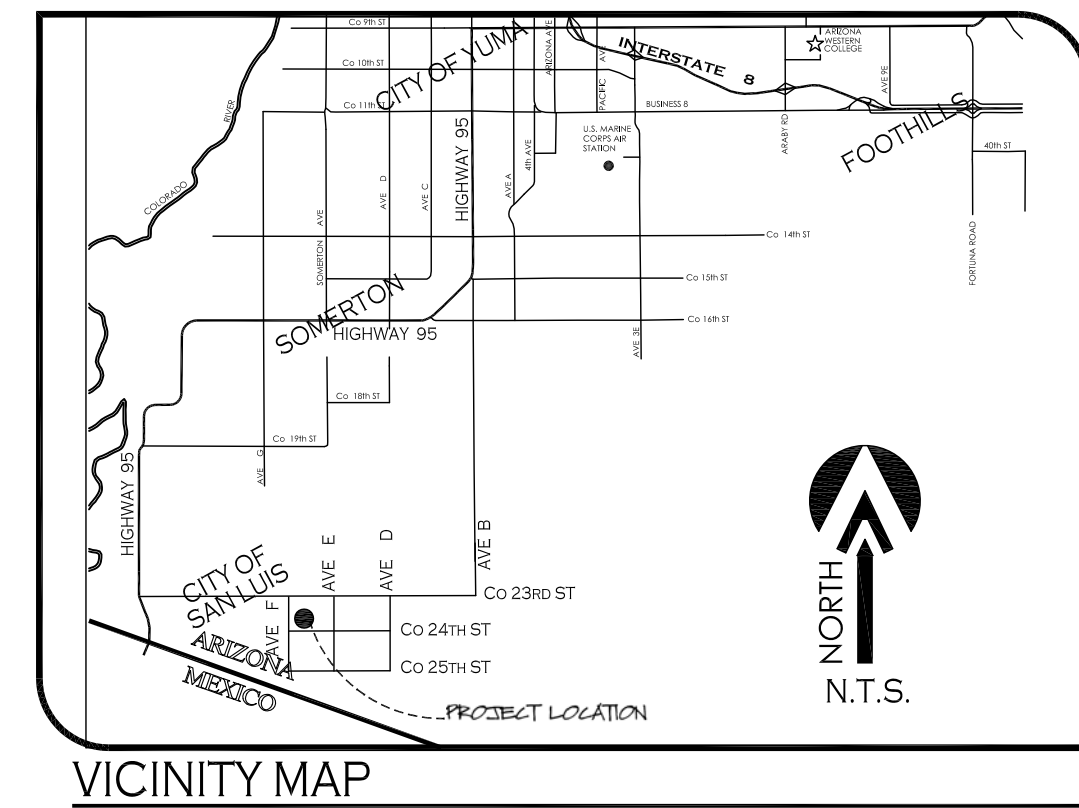 Co 9th ST
CITY OF YUMA
ARIZONA AVE
PACIFIC AVE
INTERSTATE 8
ARIZONA
WESTERN
COLLEGE
AVE 9E
Co 10th ST
Co 11th ST
BUSINESS 8
RIVER
COLORADO
U.S. MARINE
CORPS AIR
STATION
ARABY RD
FOOTHILLS
40th ST
FORTUNA ROAD
HIGHWAY 95
4th AVE
AVE A
AVE C
AVE D
SOMERTON AVE
Co 14th ST
Co 15th ST
Co 16th ST
AVE 3E
SOMERTON
HIGHWAY 95
Co 18th ST
Co 19th ST
AVE G
HIGHWAY 95
CITY OF
SAN LUIS
AVE F
AVE E
AVE D
AVE B
Co 23RD ST
Co 24TH ST
Co 25TH ST
ARIZONA
MEXICO
PROJECT LOCATION
NORTH
N.T.S.
VICINITY MAP